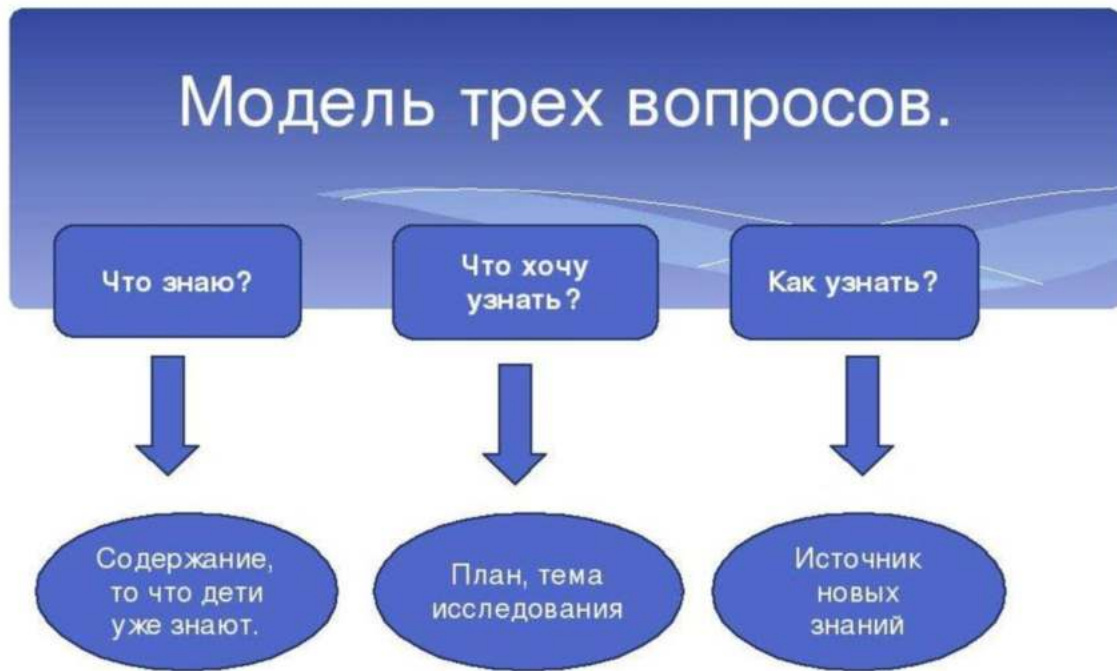 Модель трех вопросов.
Что знаю?
Что хочу
узнать?
Как узнать?
Содержание,
то что дети
уже знают.
План, тема
исследования
Источник
новых
знаний